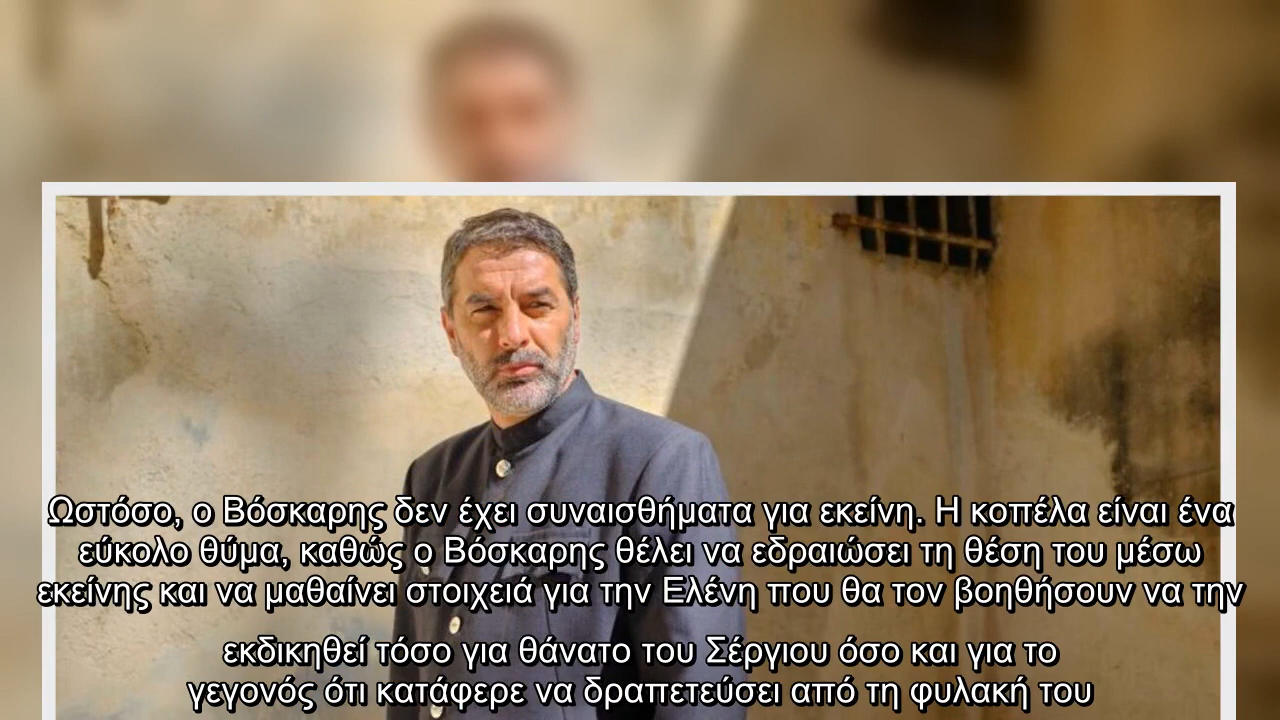 Ωστόσο, ο Βόσκαρης δεν έχει συναισθήματα για εκείνη. Η κοπέλα είναι ένα
εύκολο θύμα, καθώς ο Βόσκαρης θέλει να εδραιώσει τη θέση του μέσω
εκείνης και να μαθαίνει στοιχειά για την Ελένη που θα τον βοηθήσουν να την
εκδικηθεί τόσο για θάνατο του Σέργιου όσο και για το
γεγονός ότι κατάφερε να δραπετεύσει από τη φυλακή του